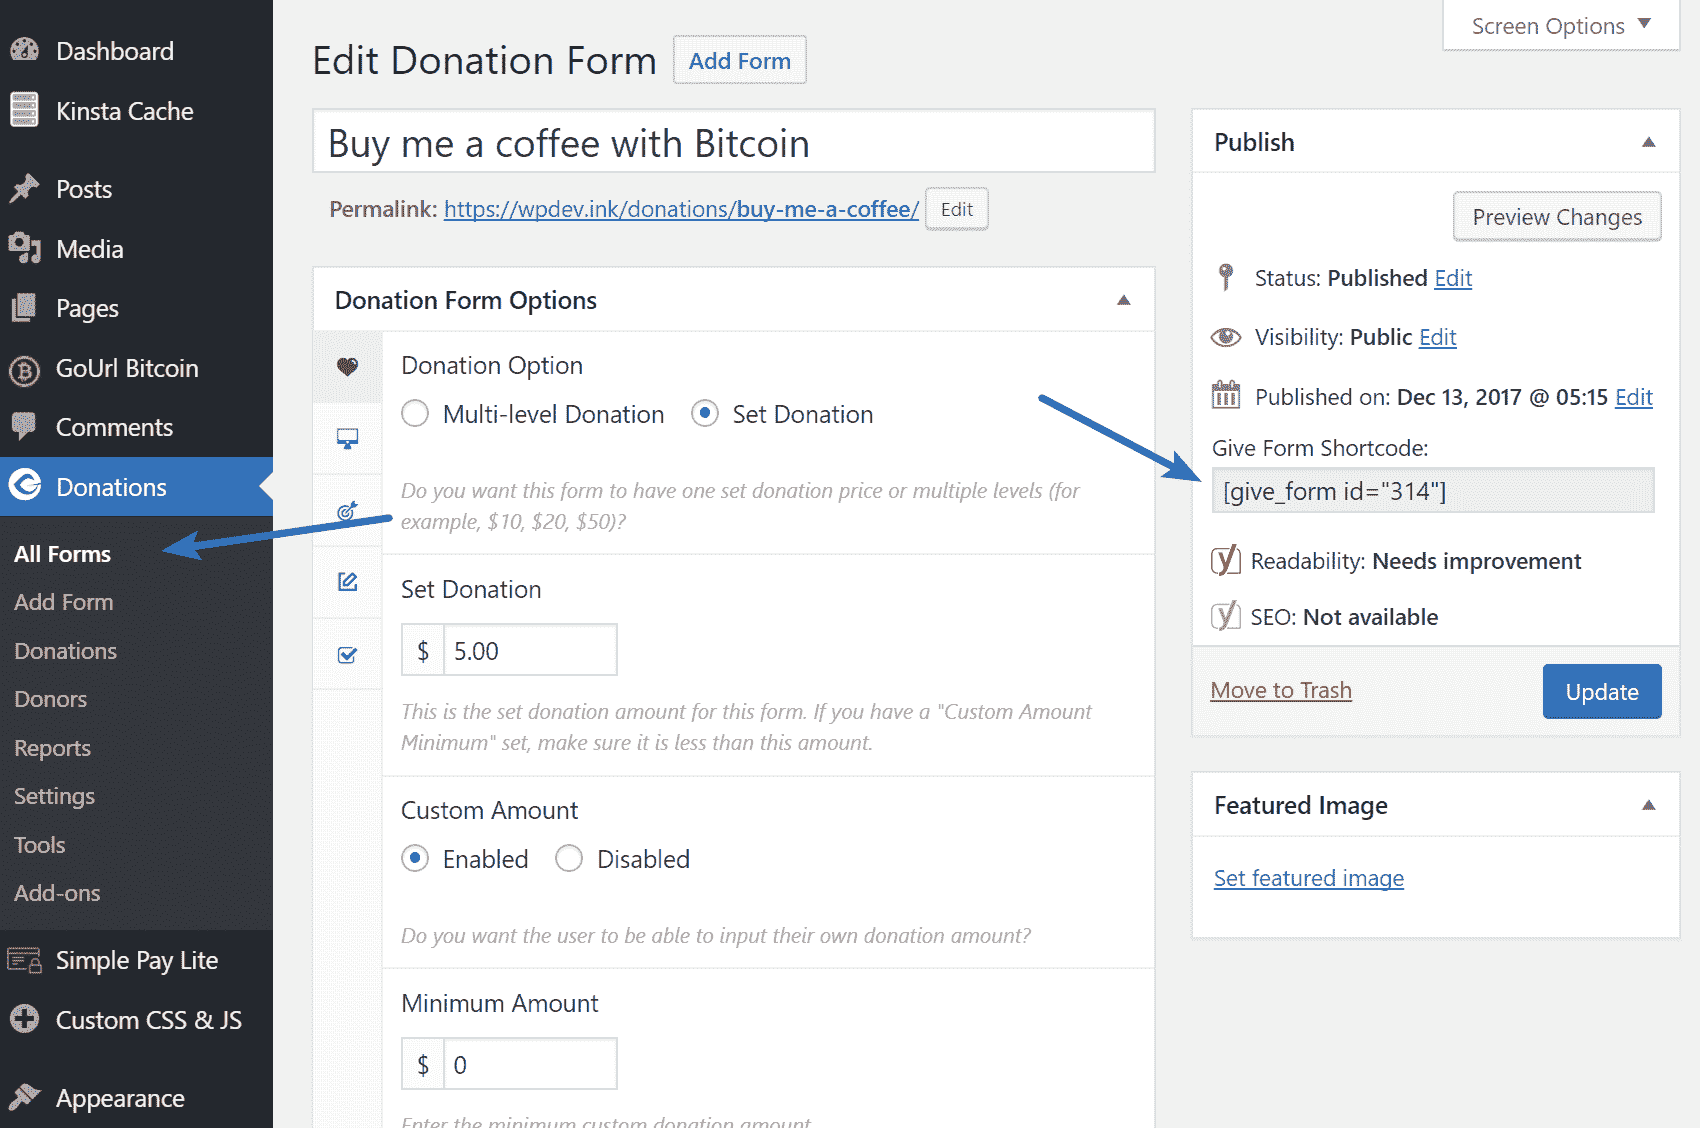 Dashboard
Kinsta Cache
Posts
Media
Pages
GoUrl Bitcoin
Comments
Donations
All Forms
Add Form
Donations
Donors
Reports
Settings
Tools
Add-ons
Simple Pay Lite
Custom CSS & JS
Appearance
Screen Options
Edit Donation Form Add Form
Buy me a coffee with Bitcoin
Permalink: https://wpdev.ink/donations/buy-me-a-coffee/ Edit
Donation Form Options
Donation Option
Multi-level Donation Set Donation
Do you want this form to have one set donation price or multiple levels (for
example, $10, $20, $50)?
Set Donation
$ 5.00
This is the set donation amount for this form. If you have a "Custom Amount
Minimum" set, make sure it is less than this amount.
Custom Amount
Enabled Disabled
Do you want the user to be able to input their own donation amount?
Minimum Amount
$ 0
Enter the minimum custom donation amount
Publish
Preview Changes
Status: Published Edit
Visibility: Public Edit
Published on: Dec 13, 2017 @ 05:15 Edit
Give Form Shortcode:
[give_form id="314"]
Readability: Needs improvement
SEO: Not available
Move to Trash Update
Featured Image
Set featured image